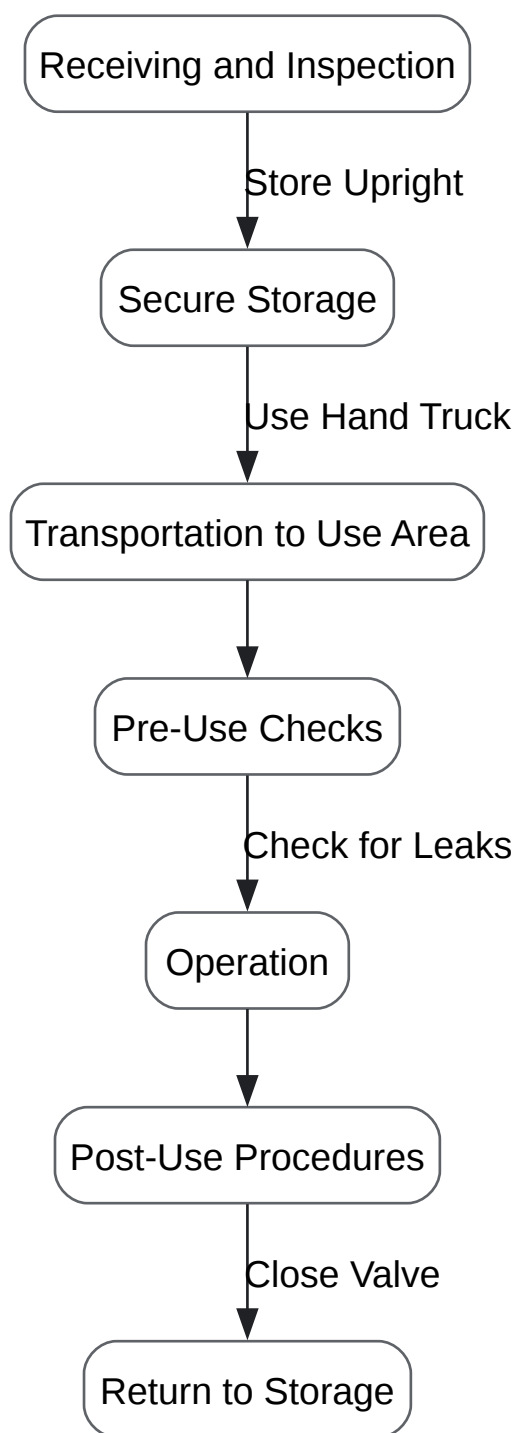 Receiving and Inspection
Store Upright
Secure Storage
Use Hand Truck
Transportation to Use Area
Pre-Use Checks
Check for Leaks
Operation
Post-Use Procedures
Close Valve
Return to Storage